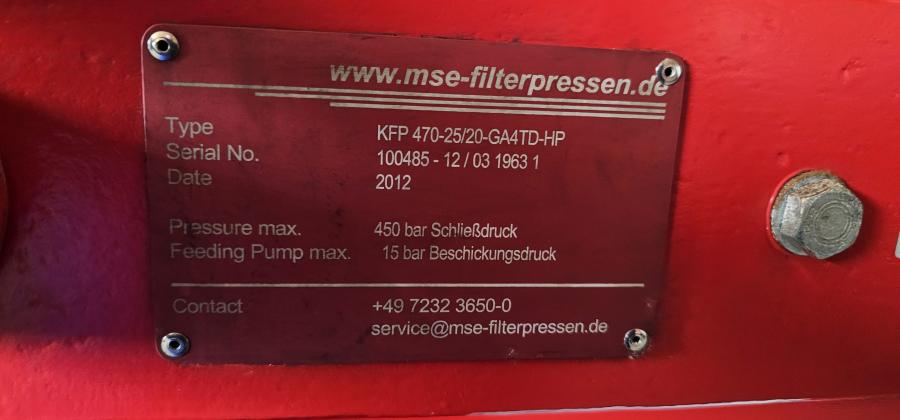 www.mse-filterpressen.de
Type KFP 470-25/20-GA4TD-HP
Serial No. 100485 - 12 / 03 1963 1
Date 2012
Pressure max. 450 bar Schließdruck
Feeding Pump max. 15 bar Beschickungsdruck
Contact +49 7232 3650-0
service@mse-filterpressen.de